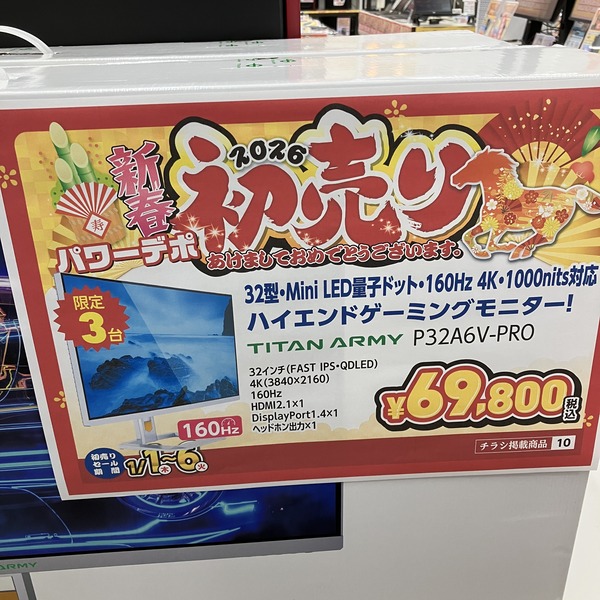 新春
2026
初売り
パワーデポ
あけましておめでとうございます。
限定
3台
32型・Mini LED量子ドット・160Hz 4K・1000nits対応
ハイエンドゲーミングモニター!
TITAN ARMY P32A6V-PRO
32インチ(FAST IPS・QDLED)
4K(3840×2160)
160Hz
HDMI2.1×1
DisplayPort1.4×1
ヘッドホン出力×1
160Hz
¥69,800税込
初売り
セール
期間
1/1木~6火
チラシ掲載商品 10
ARMY